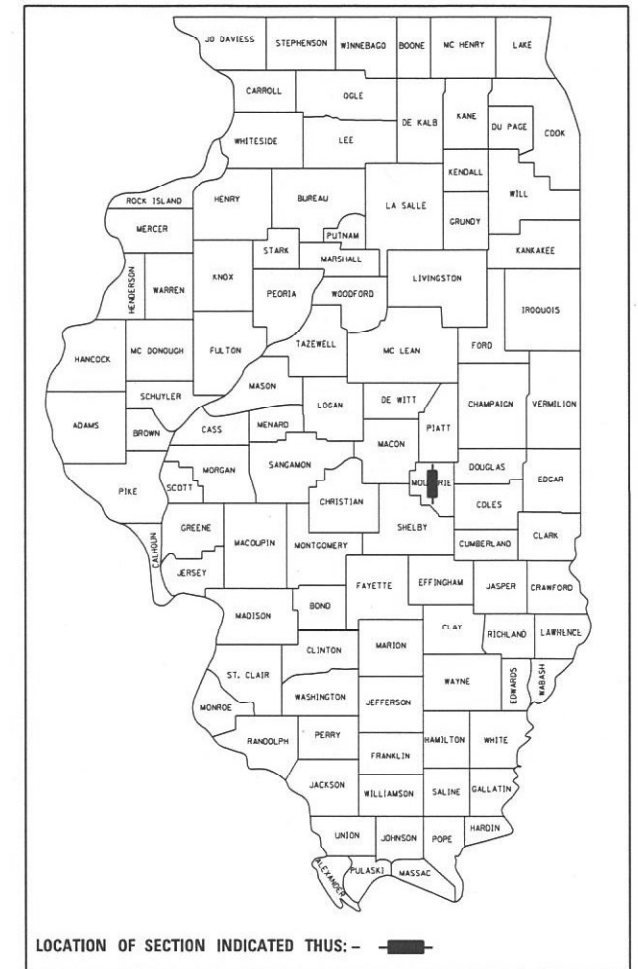 JO DAVIESS STEPHENSON WINNEBAGO BOONE MC HENRY LAKE
CARROLL OGLE DE KALB KANE DU PAGE COOK
WHITESIDE LEE
KENDALL
ROCK ISLAND HENRY BUREAU LA SALLE GRUNDY WILL
MERCER PUTNAM
STARK MARSHALL KANKAKEE
HENDERSON WARREN KNOX PEORIA WOODFORD LIVINGSTON
IROQUOIS
HANCOCK MC DONOUGH FULTON TAZEWELL MC LEAN FORD
MASON
SCHUYLER LOGAN DE WITT CHAMPAIGN VERMILION
ADAMS BROWN CASS MENARD PIATT
MACON
MORGAN SANGAMON DOUGLAS
PIKE SCOTT CHRISTIAN EDGAR
COLES
GREENE MACOUPIN MONTGOMERY SHELBY
CALHOUN CUMBERLAND CLARK
JERSEY
FAYETTE EFFINGHAM JASPER CRAWFORD
MADISON BOND
CLAY RICHLAND LAWRENCE
CLINTON MARION
ST. CLAIR WAYNE EDWARDS WABASH
WASHINGTON JEFFERSON
MONROE
RANDOLPH PERRY HAMILTON WHITE
FRANKLIN
JACKSON WILLIAMSON SALINE GALLATIN
HARDIN
UNION JOHNSON POPE
ALEXANDER PULASKI MASSAC
LOCATION OF SECTION INDICATED THUS: -